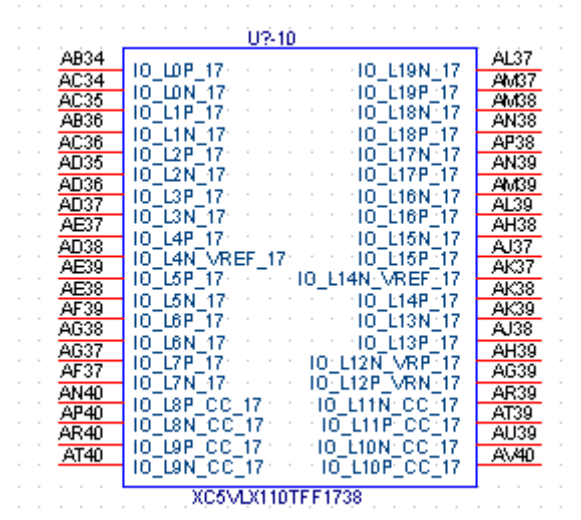 U?-10
AB34 IO_L0P_17 IO_L19N_17 AL37
AC34 IO_L0N_17 IO_L19P_17 AM37
AC35 IO_L1P_17 IO_L18N_17 AM38
AB36 IO_L1N_17 IO_L18P_17 AN38
AC36 IO_L2P_17 IO_L17N_17 AP38
AD35 IO_L2N_17 IO_L17P_17 AN39
AD36 IO_L3P_17 IO_L16N_17 AM39
AD37 IO_L3N_17 IO_L16P_17 AL39
AE37 IO_L4P_17 IO_L15N_17 AH38
AD38 IO_L4N_VREF_17 IO_L15P_17 AJ37
AE39 IO_L5P_17 IO_L14N_VREF_17 AK37
AE38 IO_L5N_17 IO_L14P_17 AK38
AF39 IO_L6P_17 IO_L13N_17 AK39
AG38 IO_L6N_17 IO_L13P_17 AJ38
AG37 IO_L7P_17 IO_L12N_VRP_17 AH39
AF37 IO_L7N_17 IO_L12P_VRN_17 AG39
AN40 IO_L8P_CC_17 IO_L11N_CC_17 AR39
AP40 IO_L8N_CC_17 IO_L11P_CC_17 AT39
AR40 IO_L9P_CC_17 IO_L10N_CC_17 AU39
AT40 IO_L9N_CC_17 IO_L10P_CC_17 AV40
XC5VLX110TFF1738